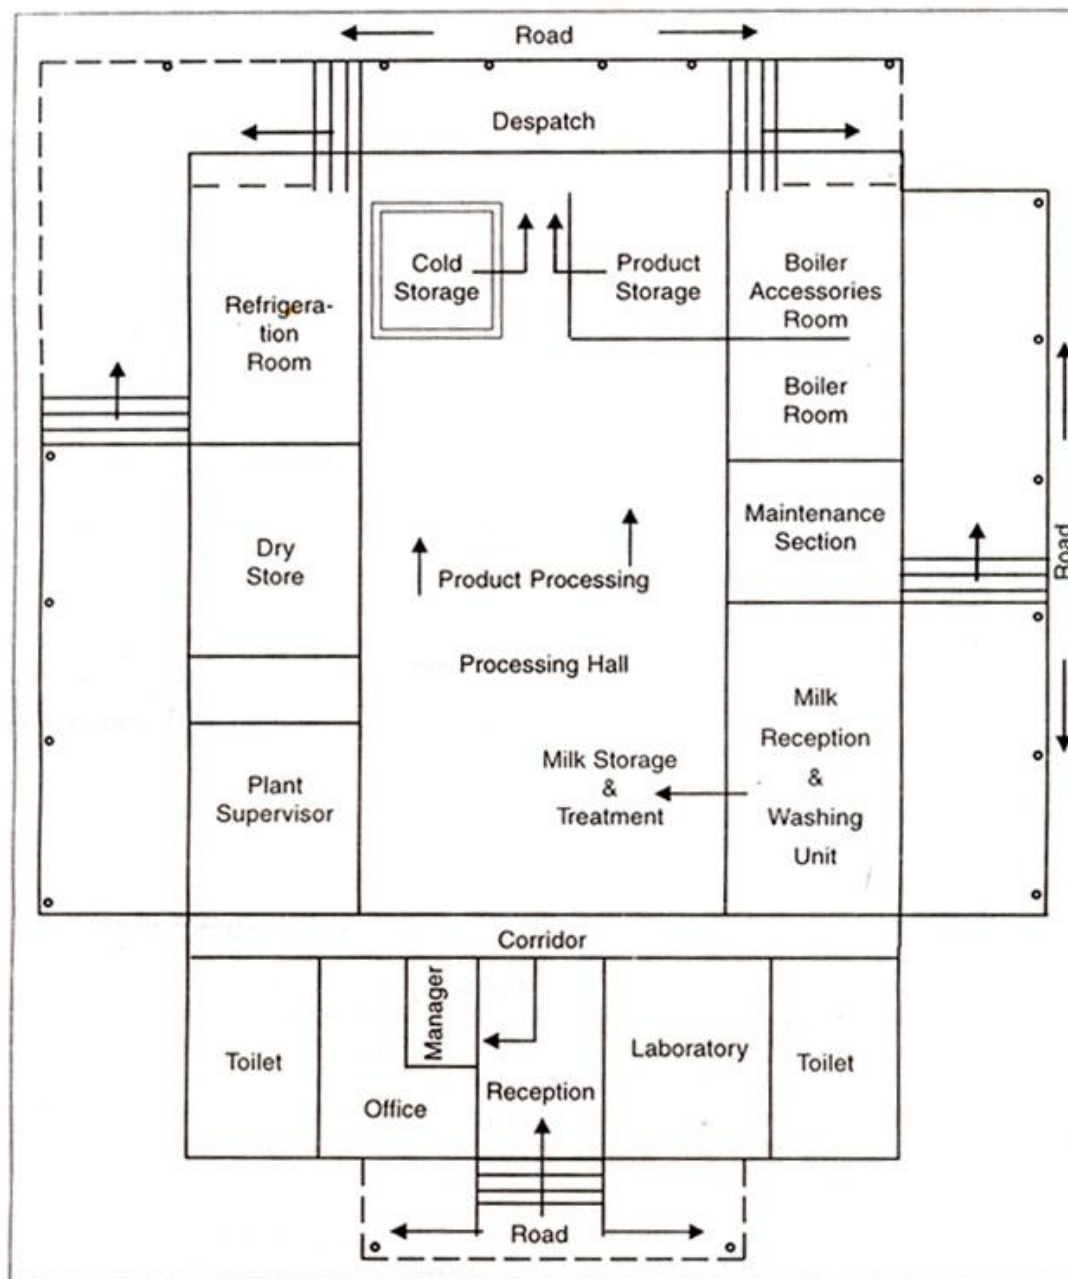 Road
Despatch
Cold
Storage
Product
Storage
Boiler
Accessories
Room
Refrigera-
tion
Room
Boiler
Room
Maintenance
Section
Dry
Store
Product Processing
Road
Processing Hall
Milk
Reception
&
Washing
Unit
Milk Storage
&
Treatment
Plant
Supervisor
Corridor
Manager
Toilet
Office
Reception
Laboratory
Toilet
Road